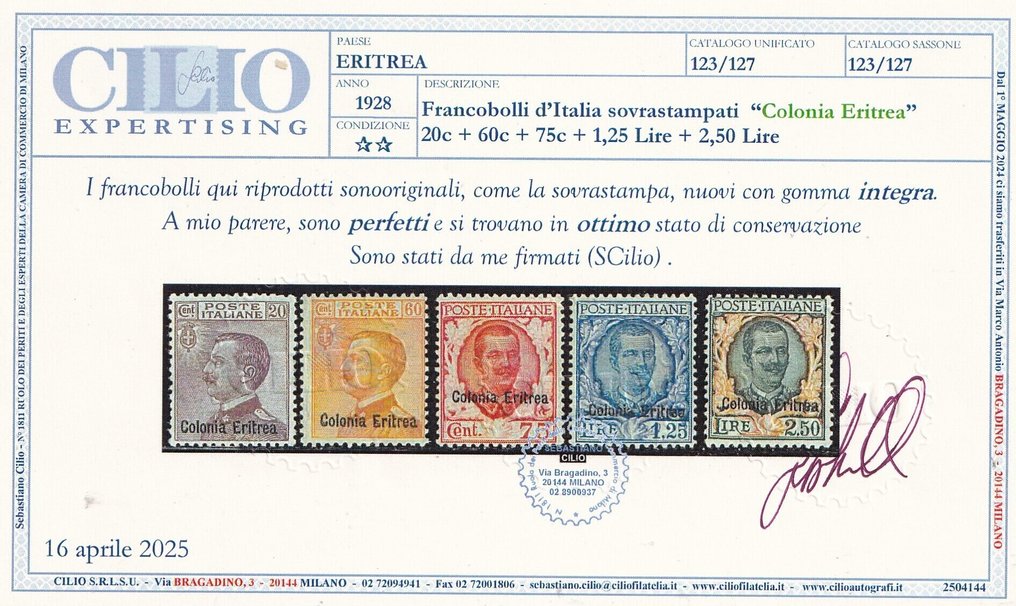 CILIO
EXPERTISING
PAESE
ERITREA
CATALOGO UNIFICATO
123/127
CATALOGO SASSONE
123/127
ANNO
1928
DESCRIZIONE
Francobolli d'Italia sovrastampati "Colonia Eritrea"
20c + 60c + 75c + 1,25 Lire + 2,50 Lire
CONDIZIONE
I francobolli qui riprodotti sonooriginali, come la sovrastampa, nuovi con gomma integra.
A mio parere, sono perfetti e si trovano in ottimo stato di conservazione
Sono stati da me firmati (SCilio) .
Cent POSTE ITALIANE 20
Colonia Eritrea
Cent POSTE ITALIANE 60
Colonia Eritrea
POSTE·ITALIANE
Colonia Eritrea
Cent. 75
POSTE·ITALIANE
Colonia Eritrea
LIRE 1.25
POSTE·ITALIANE
Colonia Eritrea
LIRE 2.50
SEBASTIANO
CILIO
Via Bragadino, 3
20144 MILANO
02 8900937
16 aprile 2025
CILIO S.R.L.S.U. - Via BRAGADINO, 3 - 20144 MILANO - 02 72094941 - Fax 02 72001806 - sebastiano.cilio@ciliofilatelia.it - www.ciliofilatelia.it - www.cilioautografi.it 2504144
Sebastiano Cilio - N° 1811 RUOLO DEI PERITI E DEGLI ESPERTI DELLA CAMERA DI COMMERCIO DI MILANO
Dal 1° MAGGIO 2024 ci siamo trasferiti in Via Marco Antonio BRAGADINO, 3 - 20144 MILANO